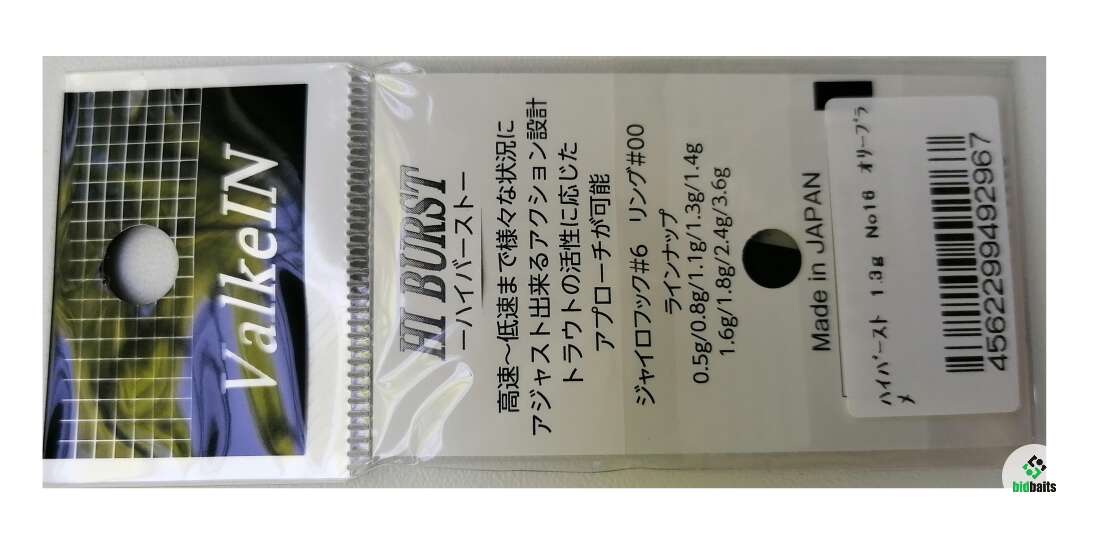 ValkeIN
HI BURST
－ハイバースト－
高速～低速まで様々な状況に
アジャスト出来るアクション設計
トラウトの活性に応じた
アプローチが可能
ジャイロフック#6　リング#00
ラインナップ
0.5g/0.8g/1.1g/1.3g/1.4g
1.6g/1.8g/2.4g/3.6g
Made in JAPAN
ハイバースト 1.3g No16 オリーブラ
メ
4562299492967
bidbaits